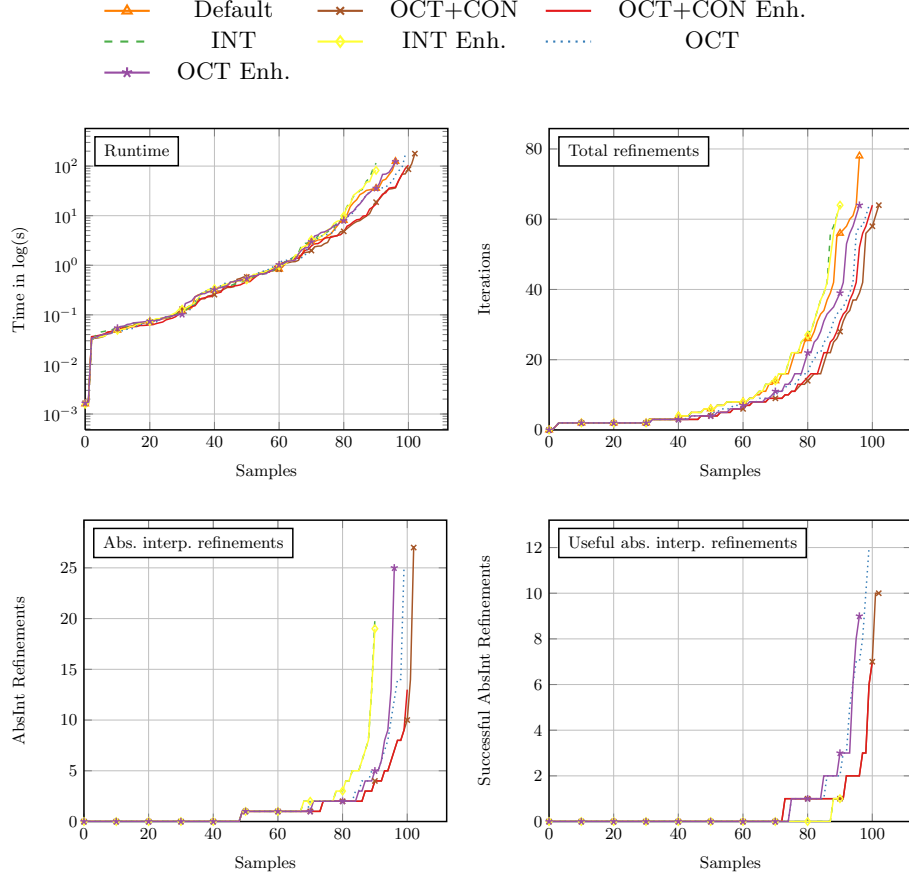 Default OCT+CON OCT+CON Enh.
INT INT Enh. OCT
OCT Enh.
Runtime
10^2
10^1
10^0
10^−1
10^−2
10^−3
0 20 40 60 80 100
Samples
Time in log(s)
Total refinements
80
60
40
20
0
0 20 40 60 80 100
Samples
Iterations
Abs. interp. refinements
25
20
15
10
5
0
0 20 40 60 80 100
Samples
AbsInt Refinements
Useful abs. interp. refinements
12
10
8
6
4
2
0
0 20 40 60 80 100
Samples
Successful AbsInt Refinements